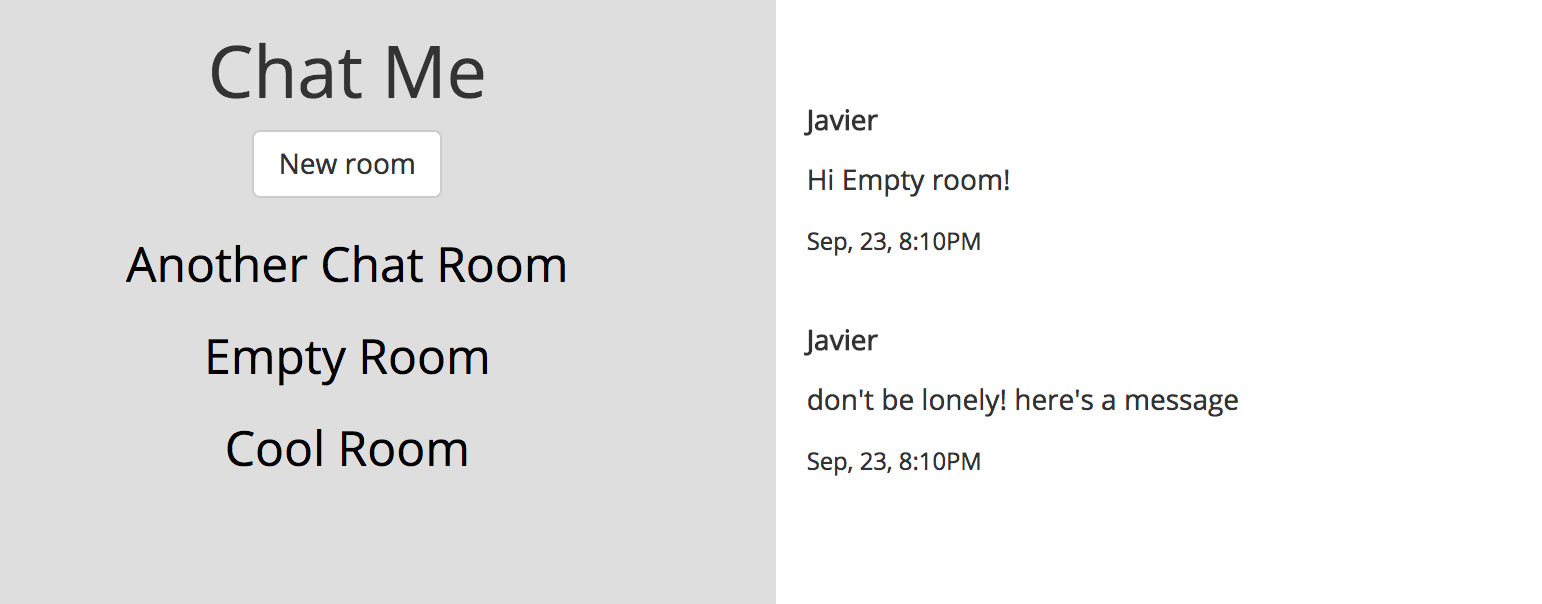 Chat Me
New room
Another Chat Room
Empty Room
Cool Room
Javier
Hi Empty room!
Sep, 23, 8:10PM
Javier
don't be lonely! here's a message
Sep, 23, 8:10PM